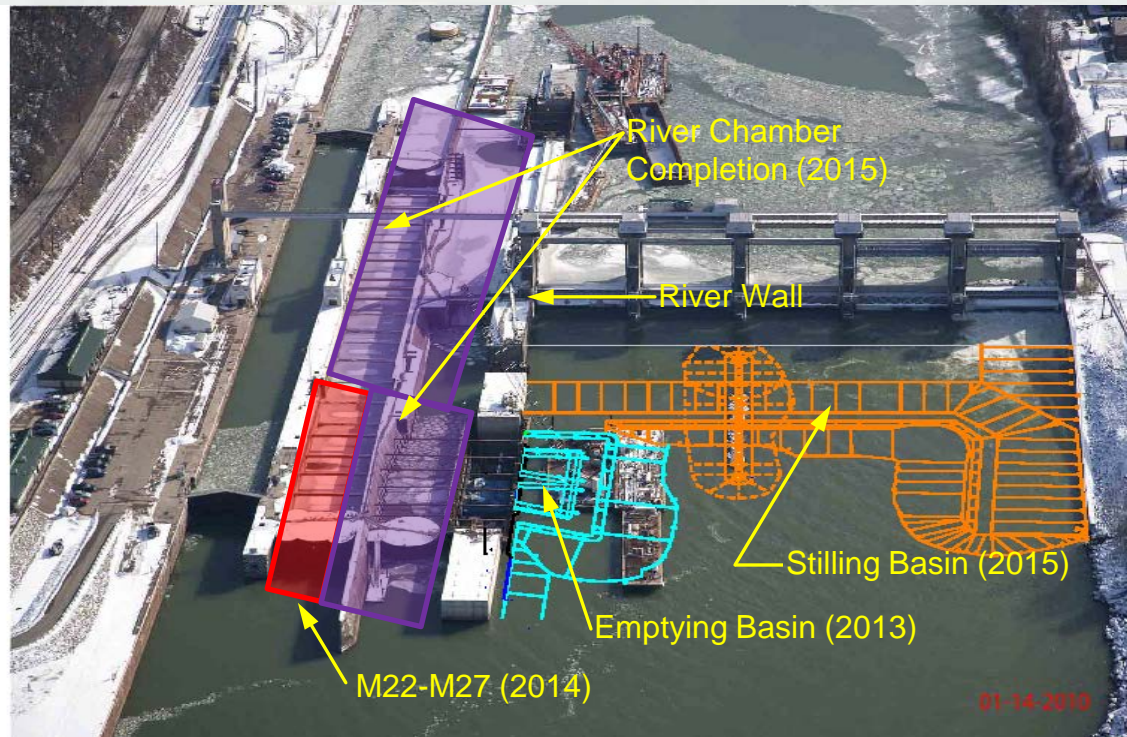 River Chamber
Completion (2015)
River Wall
Stilling Basin (2015)
Emptying Basin (2013)
M22-M27 (2014)
01-14-2010